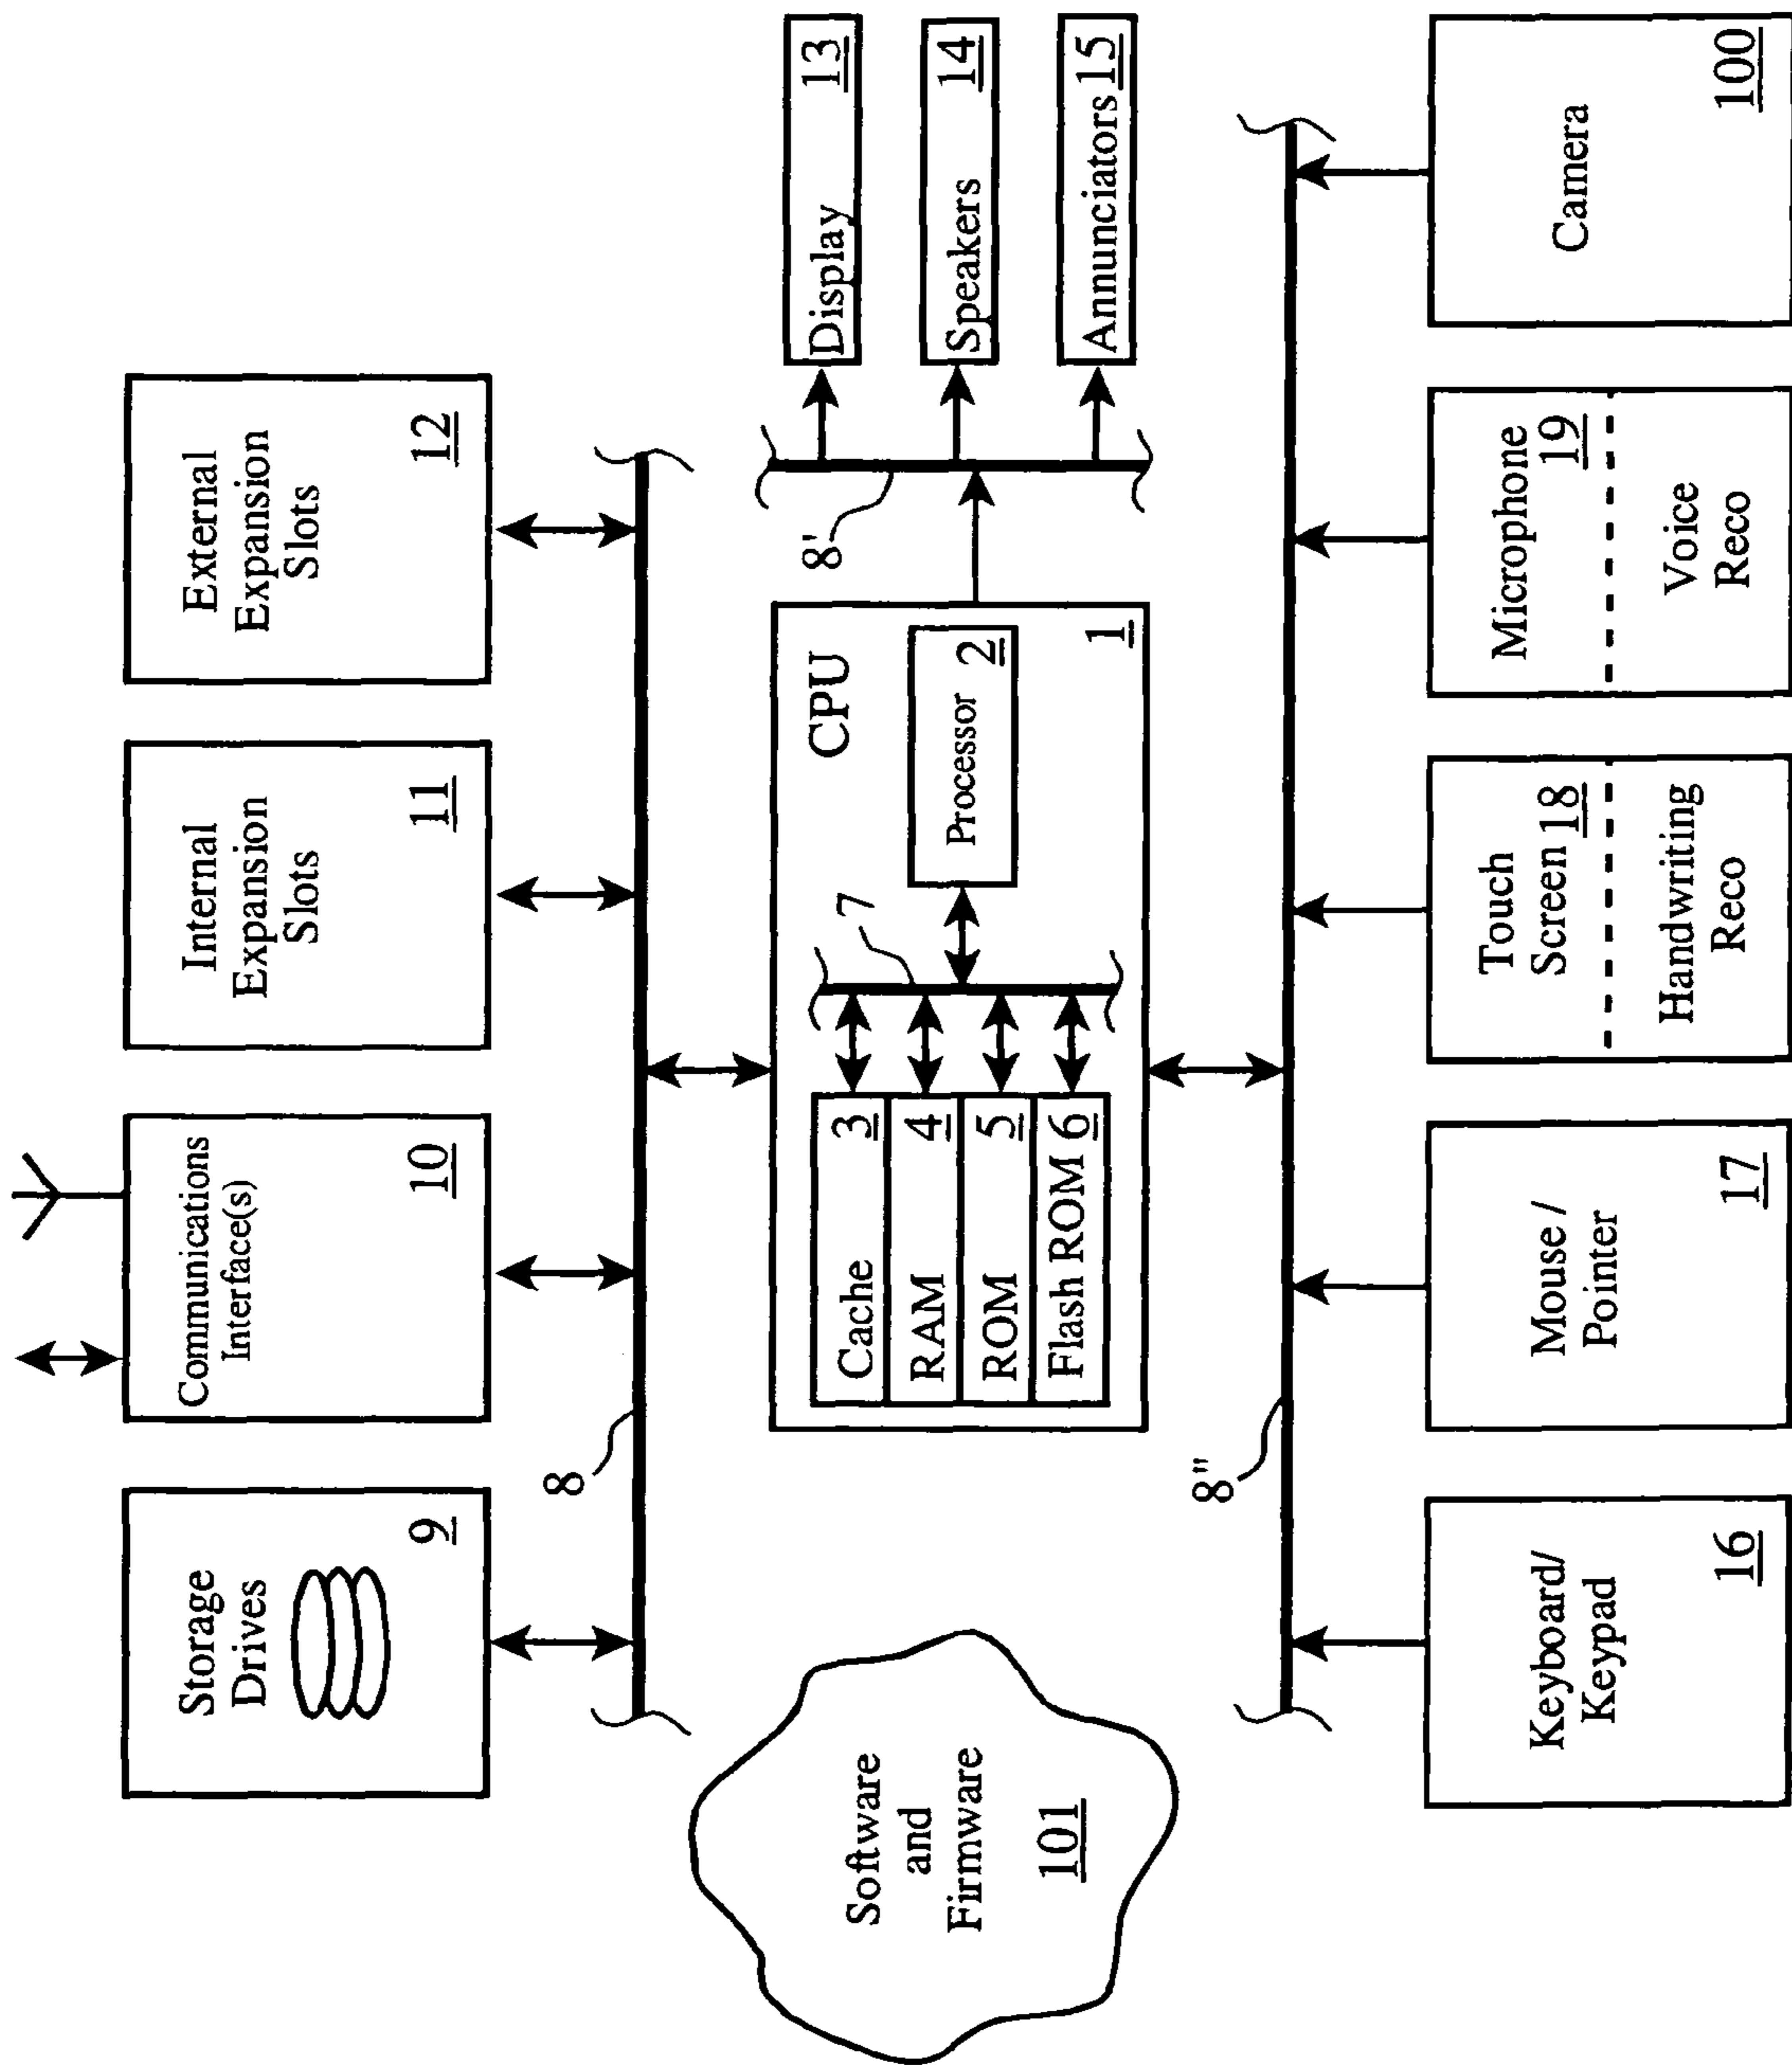 Storage
Drives
9
Communications
Interface(s)
10
Internal
Expansion
Slots
11
External
Expansion
Slots
12
8
Software
and
Firmware
101
CPU
Cache 3
RAM 4
ROM 5
Flash ROM 6
7
Processor 2
1
8'
Display 13
Speakers 14
Annunciators 15
8"
Keyboard/
Keypad
16
Mouse /
Pointer
17
Touch
Screen 18
Handwriting
Reco
Microphone
19
Voice
Reco
Camera
100